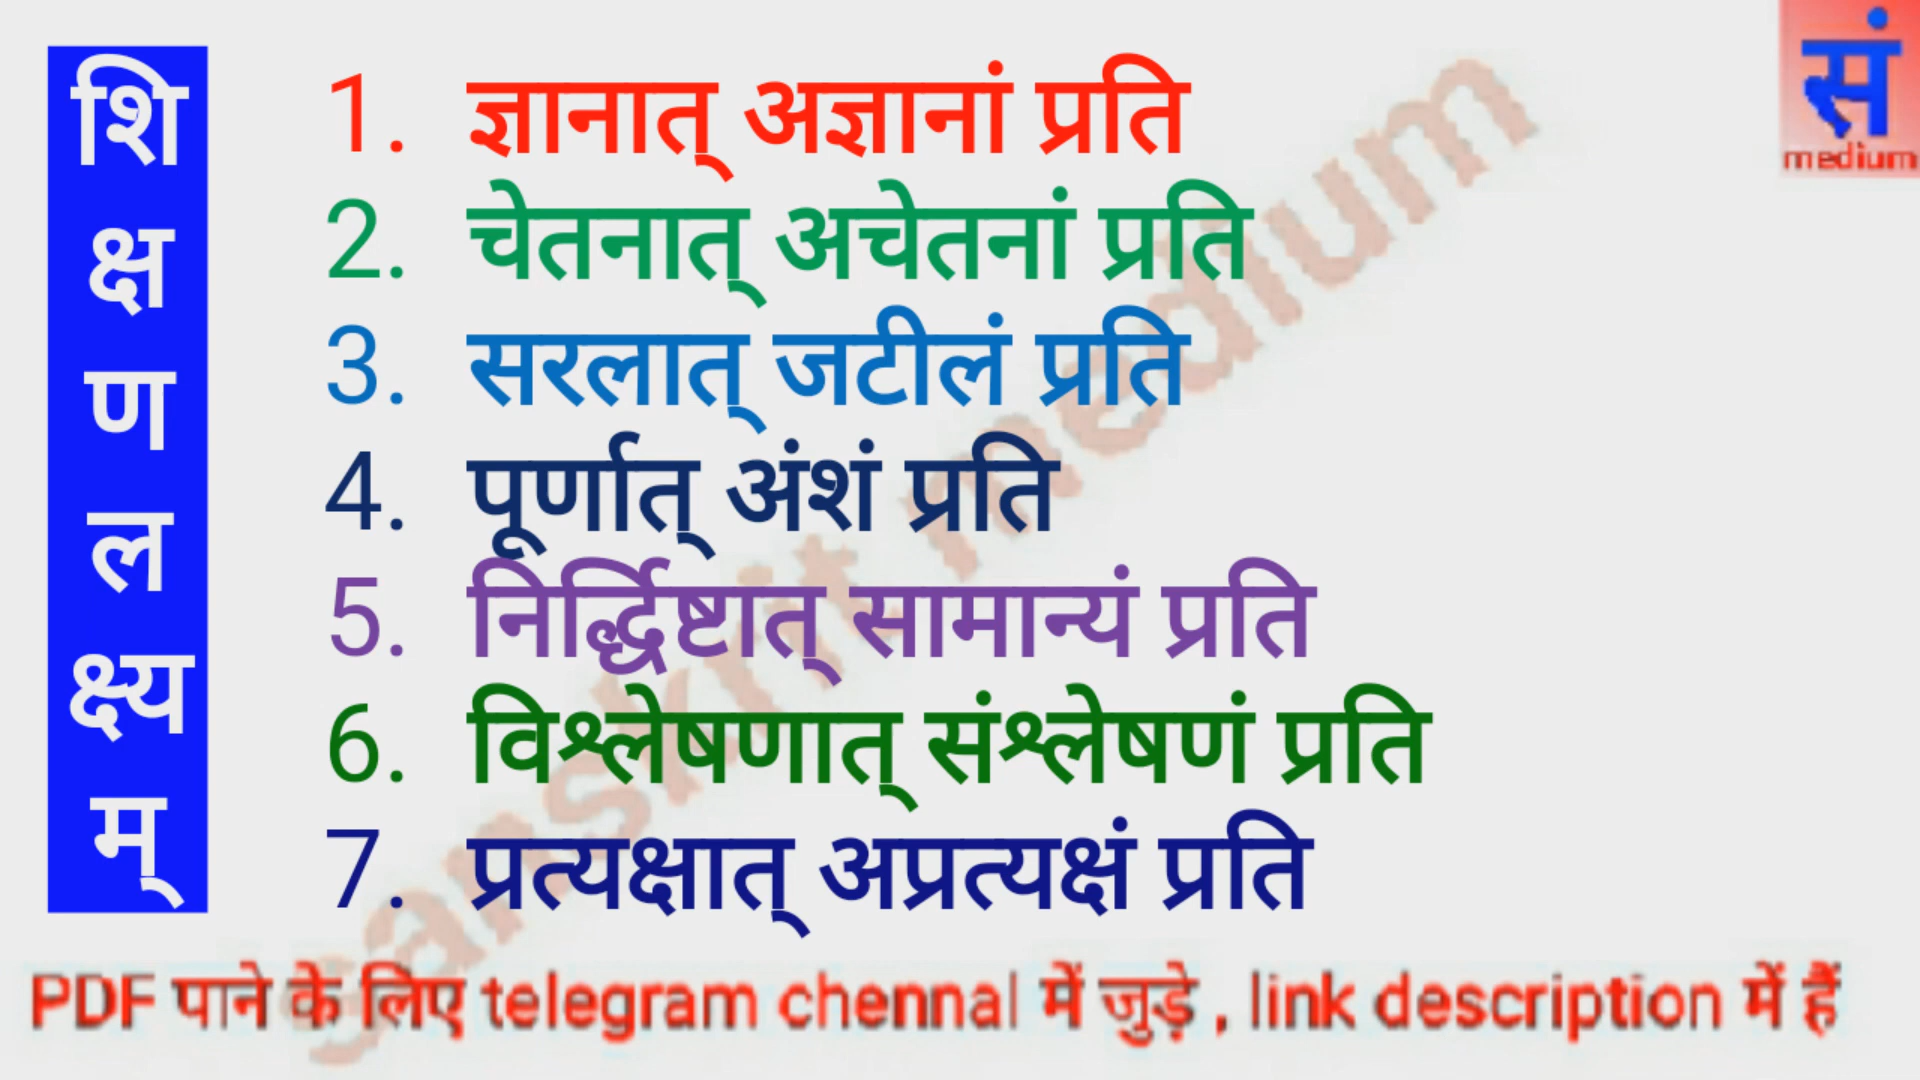 शिक्षणलक्ष्यम्
1. ज्ञानात् अज्ञानां प्रति
2. चेतनात् अचेतनां प्रति
3. सरलात् जटीलं प्रति
4. पूर्णात् अंशं प्रति
5. निर्द्धिष्टात् सामान्यं प्रति
6. विश्लेषणात् संश्लेषणं प्रति
7. प्रत्यक्षात् अप्रत्यक्षं प्रति
सं
medium
sanskrit medium
PDF पाने के लिए telegram chennal में जुड़े , link description में हैं